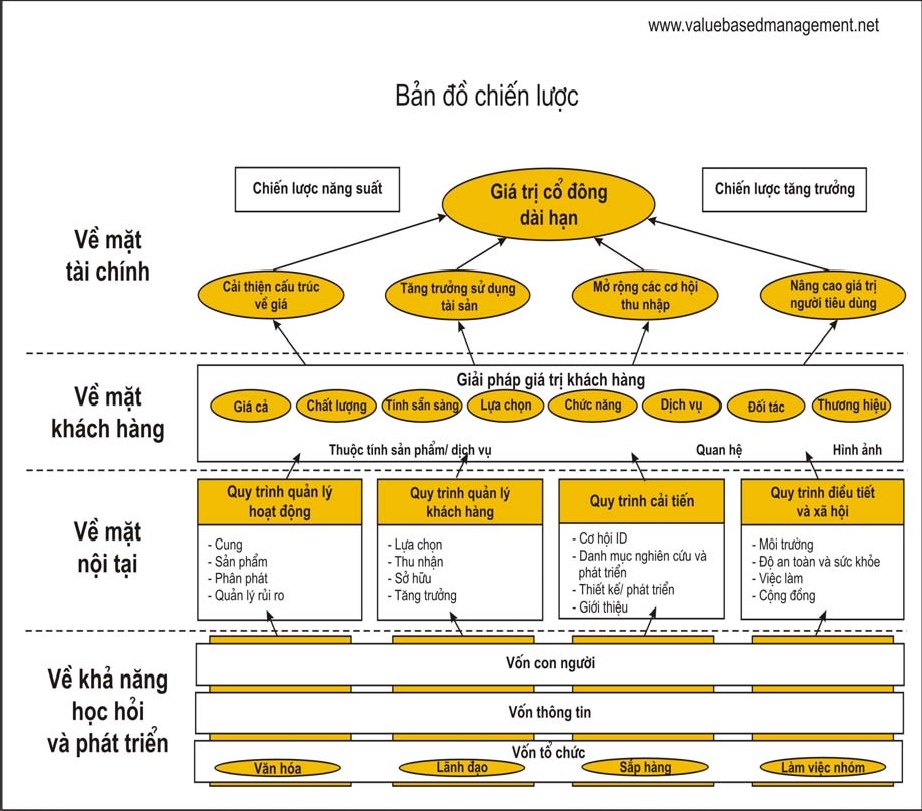 www.valuebasedmanagement.net
Bản đồ chiến lược
Chiến lược năng suất
Giá trị cổ đông
dài hạn
Chiến lược tăng trưởng
Về mặt
tài chính
Cải thiện cấu trúc
về giá
Tăng trưởng sử dụng
tài sản
Mở rộng các cơ hội
thu nhập
Nâng cao giá trị
người tiêu dùng
Về mặt
khách hàng
Giải pháp giá trị khách hàng
Giá cả
Chất lượng
Tính sẵn sàng
Lựa chọn
Chức năng
Dịch vụ
Đối tác
Thương hiệu
Thuộc tính sản phẩm/ dịch vụ
Quan hệ
Hình ảnh
Về mặt
nội tại
Quy trình quản lý
hoạt động
- Cung
- Sản phẩm
- Phân phát
- Quản lý rủi ro
Quy trình quản lý
khách hàng
- Lựa chọn
- Thu nhận
- Sở hữu
- Tăng trưởng
Quy trình cải tiến
- Cơ hội ID
- Danh mục nghiên cứu và
phát triển
- Thiết kế/ phát triển
- Giới thiệu
Quy trình điều tiết
và xã hội
- Môi trường
- Độ an toàn và sức khỏe
- Việc làm
- Cộng đồng
Về khả năng
học hỏi
và phát triển
Vốn con người
Vốn thông tin
Vốn tổ chức
Văn hóa
Lãnh đạo
Sắp hàng
Làm việc nhóm